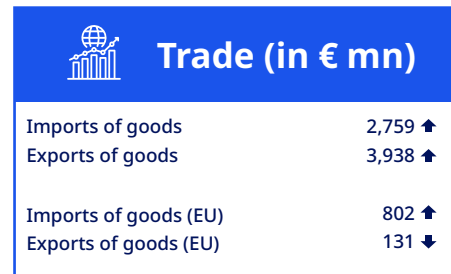 Trade (in € mn)
Imports of goods 2,759 🡅
Exports of goods 3,938 🡅
Imports of goods (EU) 802 🡅
Exports of goods (EU) 131 🡇